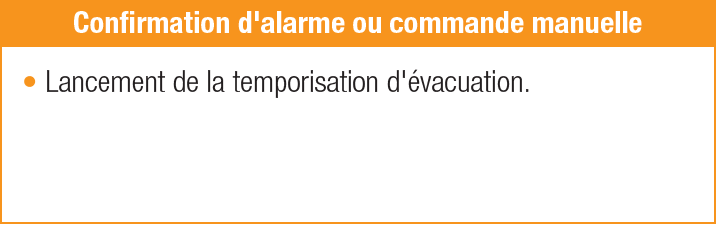 Confirmation d'alarme ou commande manuelle
• Lancement de la temporisation d'évacuation.